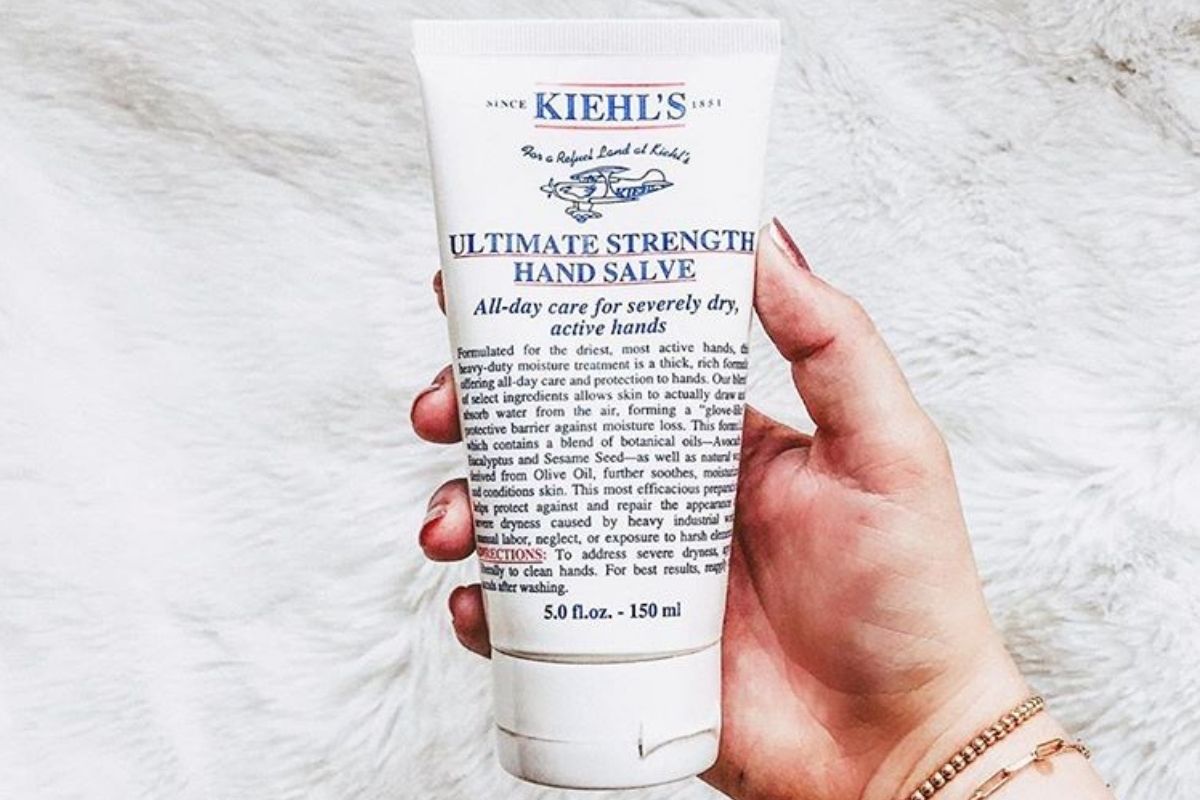 SINCE KIEHL'S 1851
For a Refuel Land at Kiehl's
KIEHL
ULTIMATE STRENGTH
HAND SALVE
All-day care for severely dry,
active hands
Formulated for the driest, most active hands,
heavy-duty moisture treatment is a thick, rich
offering all-day care and protection to hands. Our
of select ingredients allows skin to actually draw
absorb water from the air, forming a "glove-
protective barrier against moisture loss. This
which contains a blend of botanical oils—
Eucalyptus and Sesame Seed—as well as natural
derived from Olive Oil, further soothes,
and conditions skin. This most efficacious
helps protect against and repair the appearance
severe dryness caused by heavy industrial
manual labor, neglect, or exposure to harsh
DIRECTIONS: To address severe dryness,
to clean hands. For best results,
after washing.
5.0 fl.oz. - 150 ml